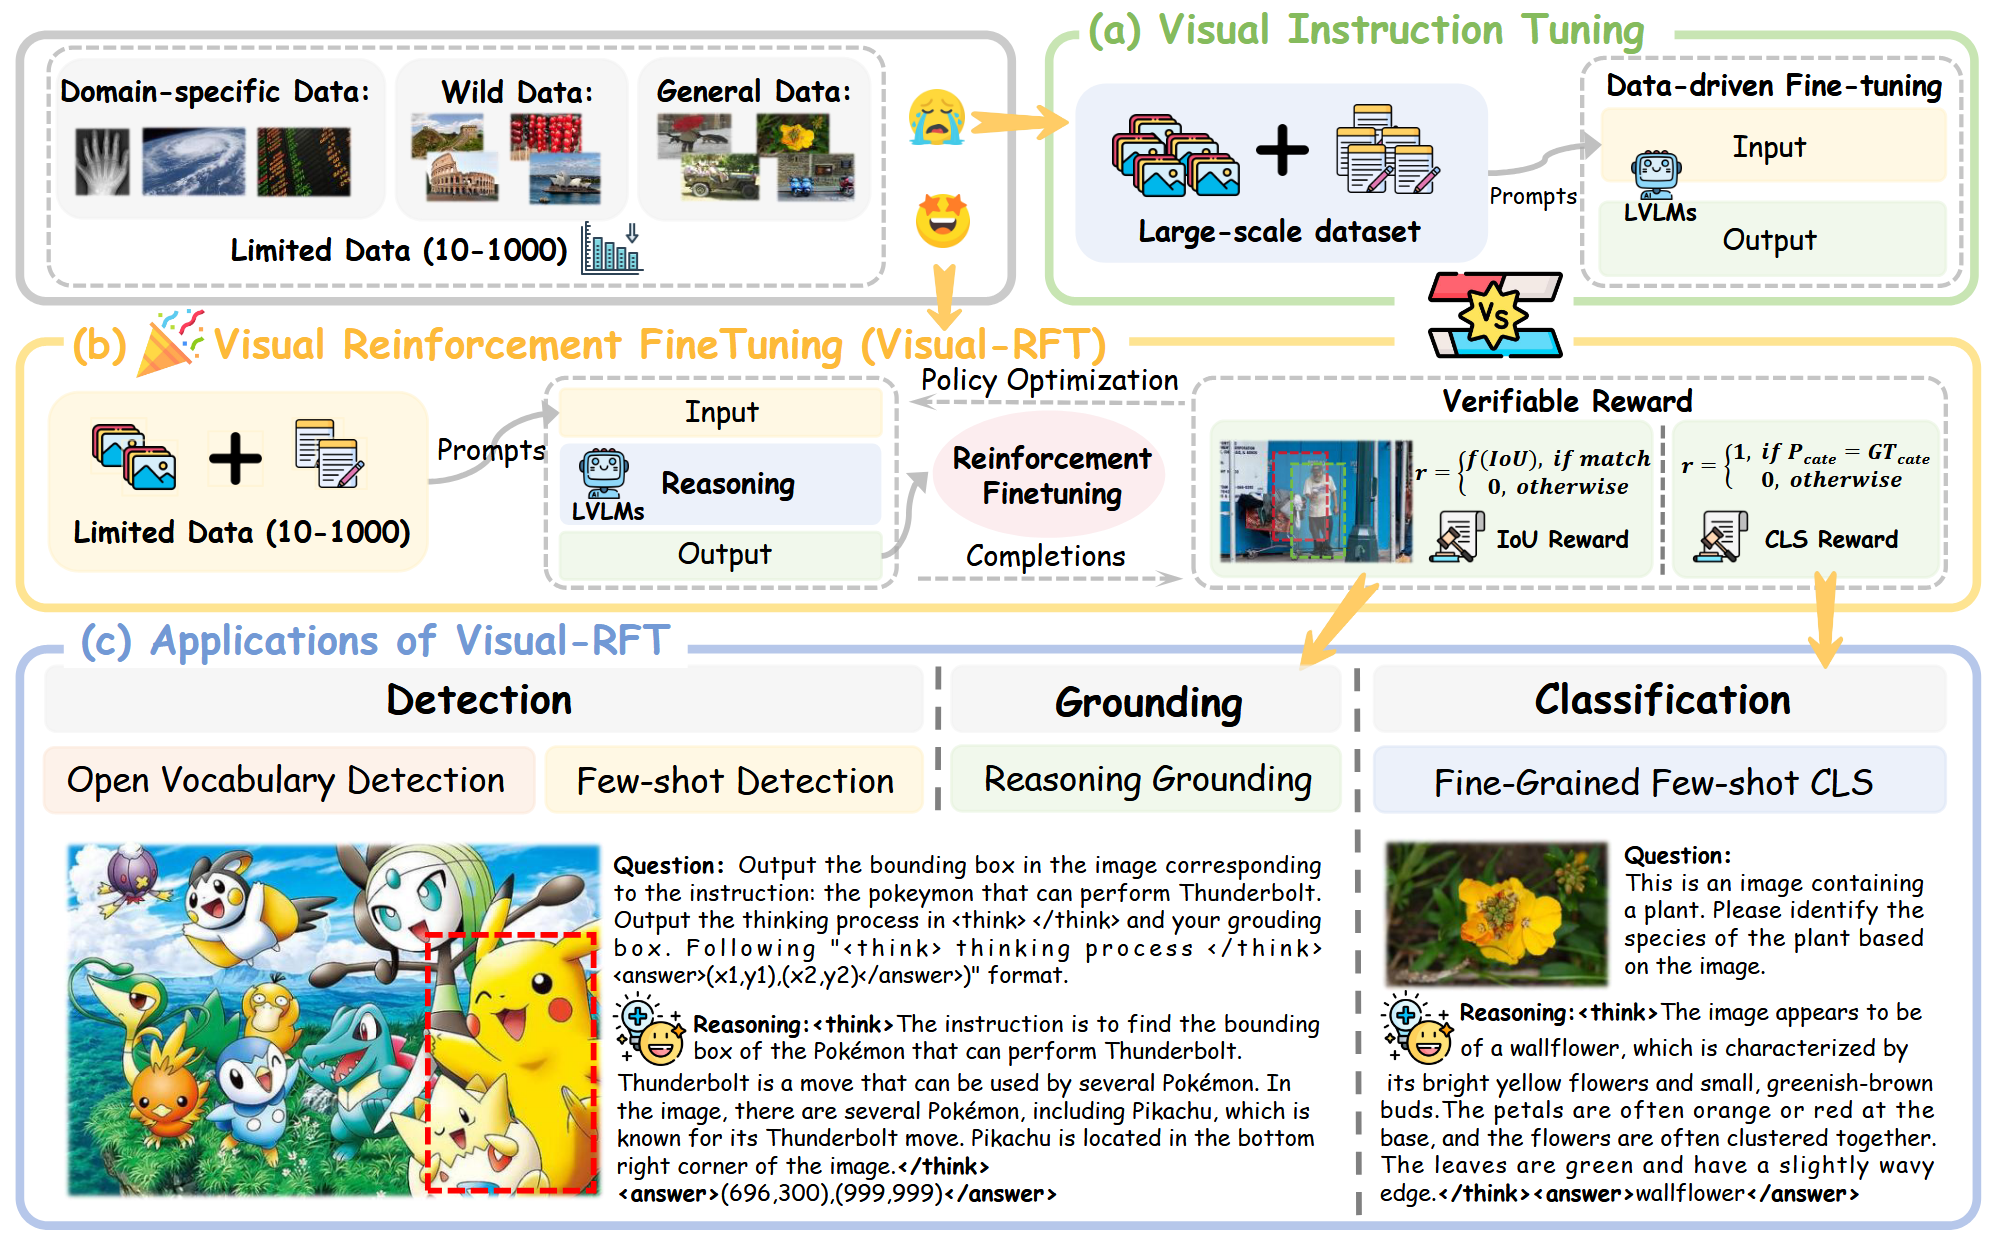 Domain-specific Data:
Wild Data:
General Data:
Limited Data (10-1000)
(a) Visual Instruction Tuning
Large-scale dataset
Prompts
Data-driven Fine-tuning
Input
AI
LVLMs
Output
VS
(b) Visual Reinforcement FineTuning (Visual-RFT)
Limited Data (10-1000)
Prompts
Input
AI
LVLMs
Reasoning
Output
Policy Optimization
Reinforcement
Finetuning
Completions
Verifiable Reward
r = { f(IoU), if match
0, otherwise
IoU Reward
r = { 1, if P_cate = GT_cate
0, otherwise
CLS Reward
(c) Applications of Visual-RFT
Detection
Grounding
Classification
Open Vocabulary Detection
Few-shot Detection
Reasoning Grounding
Fine-Grained Few-shot CLS
Question: Output the bounding box in the image corresponding
to the instruction: the pokeymon that can perform Thunderbolt.
Output the thinking process in <think> </think> and your grouding
box. Following "<think> thinking process </think>
<answer>(x1,y1),(x2,y2)</answer>)" format.
Reasoning:<think>The instruction is to find the bounding
box of the Pokémon that can perform Thunderbolt.
Thunderbolt is a move that can be used by several Pokémon. In
the image, there are several Pokémon, including Pikachu, which is
known for its Thunderbolt move. Pikachu is located in the bottom
right corner of the image.</think>
<answer>(696,300),(999,999)</answer>
Question:
This is an image containing
a plant. Please identify the
species of the plant based
on the image.
Reasoning:<think>The image appears to be
of a wallflower, which is characterized by
its bright yellow flowers and small, greenish-brown
buds.The petals are often orange or red at the
base, and the flowers are often clustered together.
The leaves are green and have a slightly wavy
edge.</think><answer>wallflower</answer>